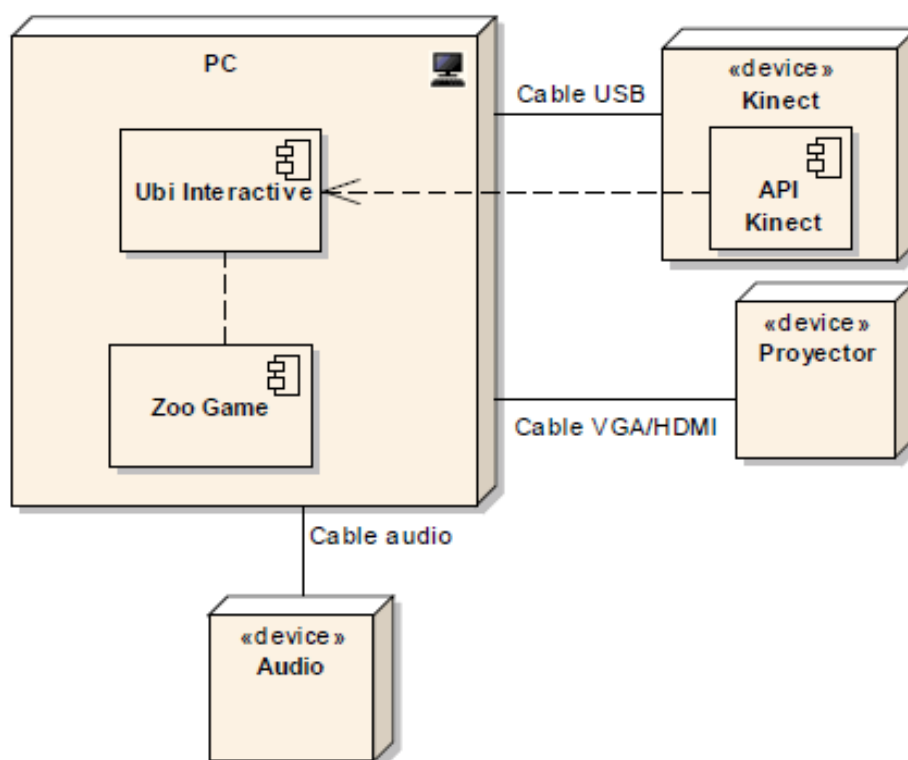 PC
Ubi Interactive
Zoo Game
Cable USB
«device»
Kinect
API
Kinect
«device»
Proyector
Cable VGA/HDMI
Cable audio
«device»
Audio